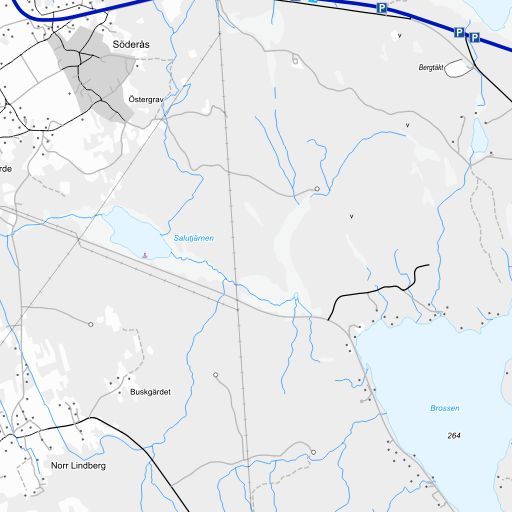 P
P
P
Söderås
v
Bergtäkt
Östergrav
v
rde
v
Salutjärnen
Buskgärdet
Brossen
264
Norr Lindberg